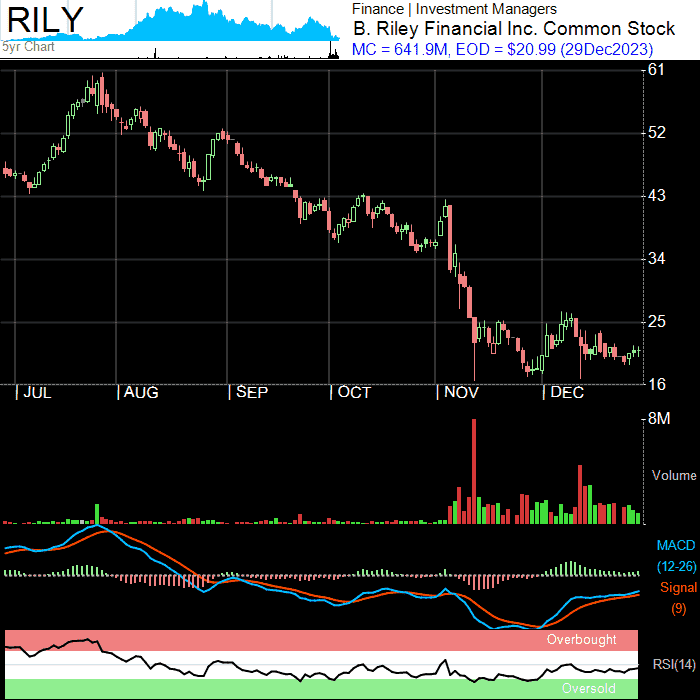 RILY
5yr Chart
Finance | Investment Managers
B. Riley Financial Inc. Common Stock
MC = 641.9M, EOD = $20.99 (29Dec2023)
61
52
43
34
25
16
| JUL | AUG | SEP | OCT | NOV | DEC
8M
Volume
MACD
(12-26)
Signal
(9)
Overbought
RSI(14)
Oversold